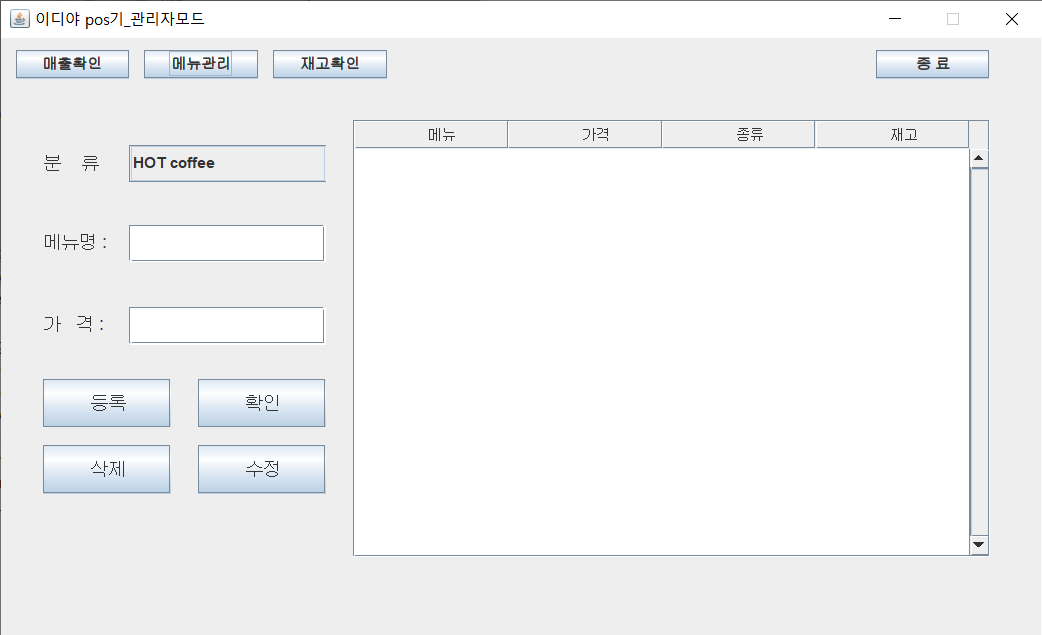 이디야 pos기_관리자모드
매출확인 메뉴관리 재고확인 종 료
메뉴 가격 종류 재고
분 류 HOT coffee
메뉴명 :
가 격 :
등록 확인
삭제 수정